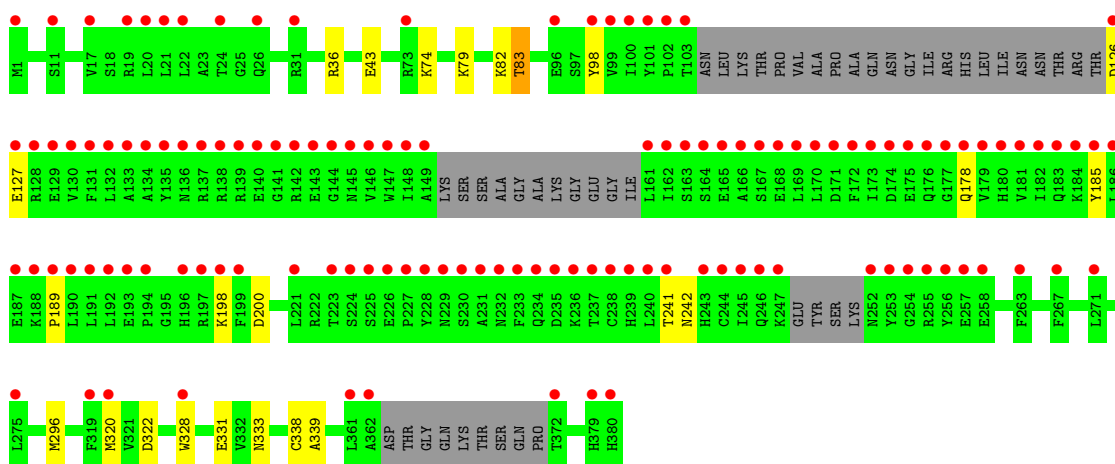 M1 S11 V17 S18 R19 L20 L21 L22 A23 T24 G25 Q26 R31 R36 E43 R73 K74 K79 K82 T83 E96 S97 Y98 V99 I100 Y101 P102 T103 ASN LEU LYS THR PRO VAL ALA PRO ALA GLN ASN GLY ILE ARG HIS LEU ILE ASN ASN THR ARG THR D126
E127 R128 E129 V130 F131 L132 A133 A134 Y135 N136 R137 R138 R139 E140 G141 R142 E143 G144 N145 V146 W147 I148 A149 LYS SER SER ALA GLY ALA LYS GLY GLU GLY ILE L161 I162 S163 S164 E165 A166 S167 E168 L169 L170 D171 F172 I173 D174 E175 Q176 G177 Q178 V179 H180 V181 I182 Q183 K184 Y185 L186
E187 K188 P189 L190 L191 L192 E193 P194 G195 H196 R197 K198 F199 D200 L221 R222 T223 S224 S225 E226 P227 Y228 N229 S230 A231 N232 F233 Q234 D235 K236 T237 C238 H239 L240 T241 N242 H243 C244 I245 Q246 K247 GLU TYR SER LYS N252 Y253 G254 R255 Y256 E257 E258 F263 F267 L271
L275 M296 F319 M320 V321 D322 W328 E331 V332 N333 C338 A339 L361 A362 ASP THR GLY GLN LYS THR SER GLN PRO T372 H379 H380